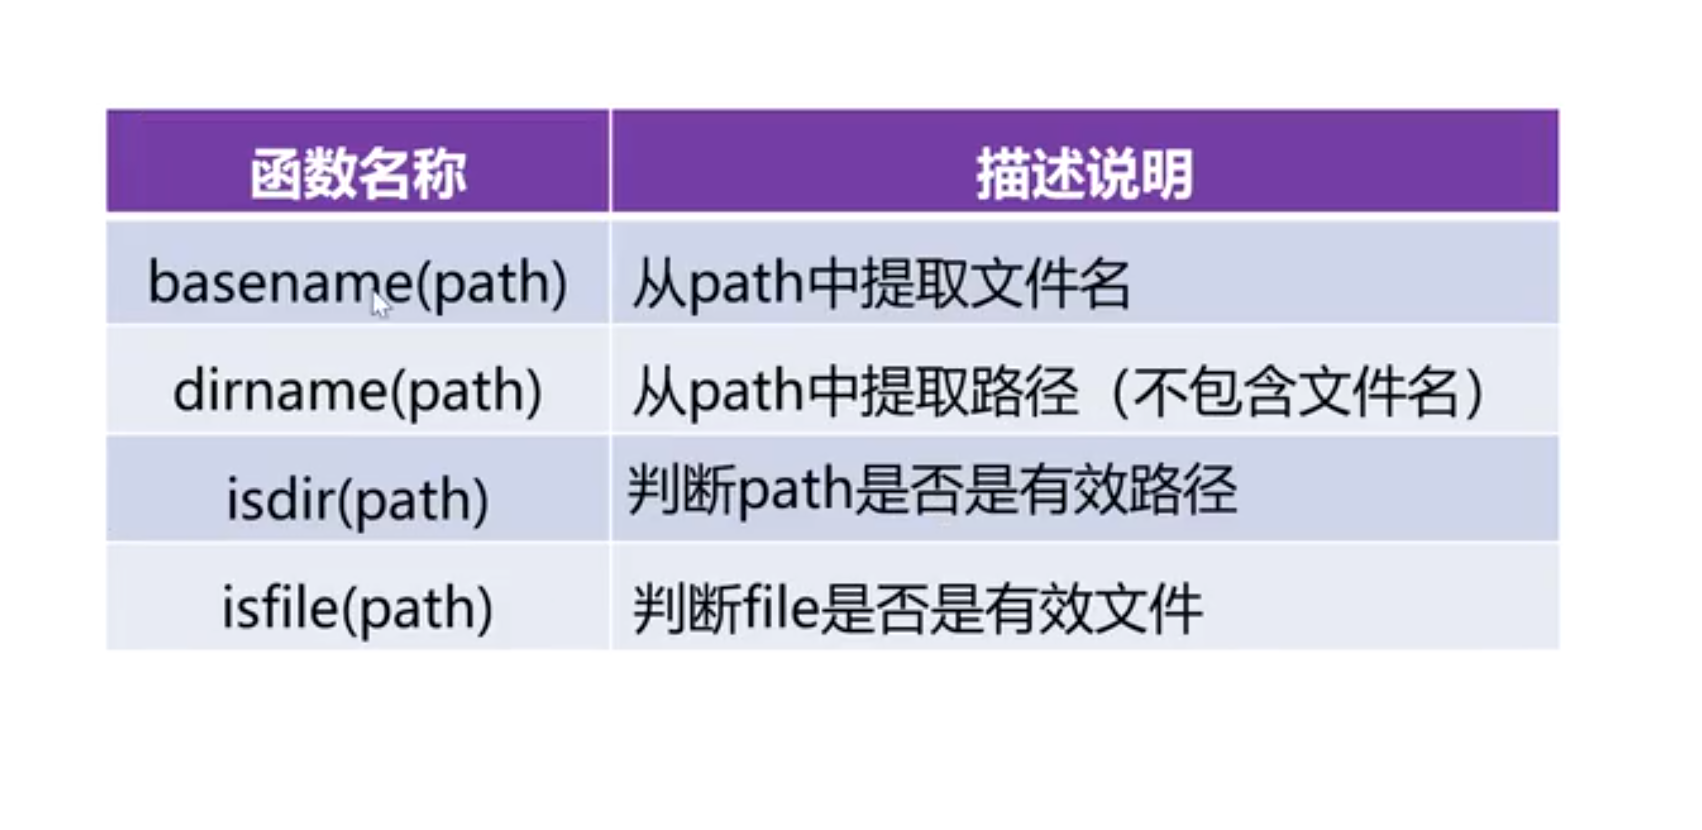 函数名称 描述说明
basename(path) 从path中提取文件名
dirname(path) 从path中提取路径（不包含文件名）
isdir(path) 判断path是否是有效路径
isfile(path) 判断file是否是有效文件